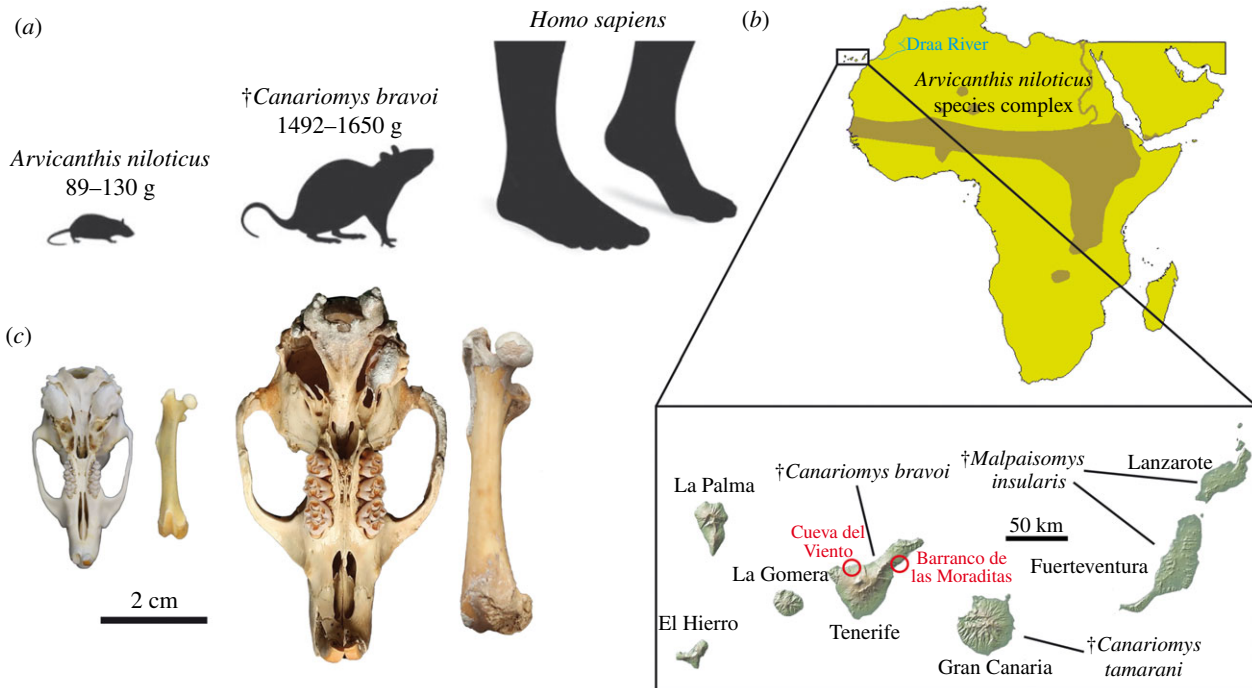 (a)
Homo sapiens
†Canariomys bravoi
1492–1650 g
Arvicanthis niloticus
89–130 g
(b)
Draa River
Arvicanthis niloticus
species complex
(c)
2 cm
La Palma
†Canariomys bravoi
†Malpaisomys
insularis
Lanzarote
Cueva del
Viento
50 km
La Gomera
Barranco de
las Moraditas
Fuerteventura
El Hierro
Tenerife
Gran Canaria
†Canariomys
tamarani